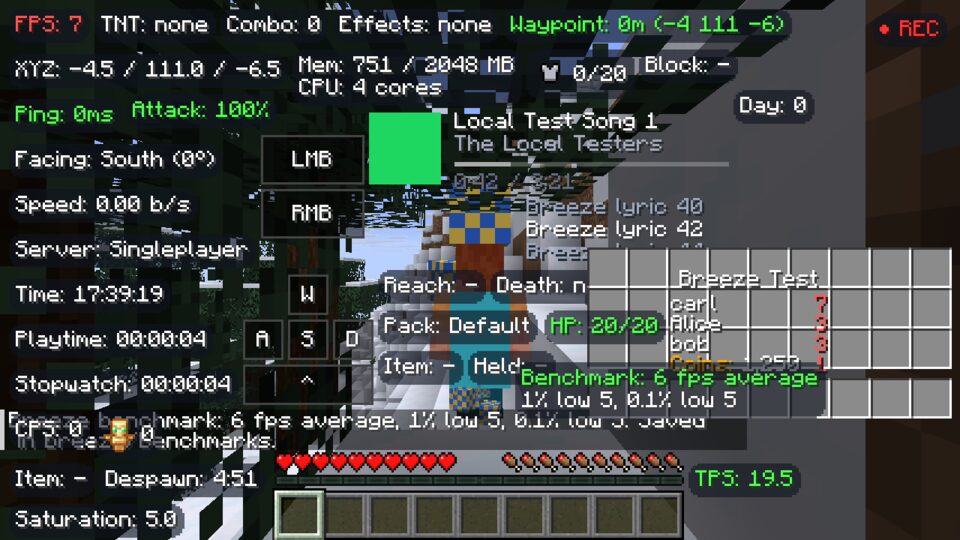 FPS: 7 TNT: none Combo: 0 Effects: none Waypoint: 0m (-4 111 -6)
REC
XYZ: -4.5 / 111.0 / -6.5
Mem: 751 / 2048 MB
CPU: 4 cores
0/20
Block: -
Ping: 0ms
Attack: 100%
Day: 0
Local Test Song 1
The Local Testers
Facing: South (0°)
LMB
0:42 / 3:21
Speed: 0.00 b/s
RMB
Breeze lyric 40
Breeze lyric 42
Server: Singleplayer
Breeze Test
Time: 17:39:19
W
Reach: - Death: n
carl 7
Alice 3
bob 3
Coins: 1,250 1
Playtime: 00:00:04
A S D
Pack: Default HP: 20/20
Item: - Held: -
Stopwatch: 00:00:04
^
Benchmark: 6 fps average
1% low 5, 0.1% low 5
benchmark: 6 fps average, 1% low 5, 0.1% low 5. Saved
CPS: 0 0
benchmarks.
Item: - Despawn: 4:51
TPS: 19.5
Saturation: 5.0